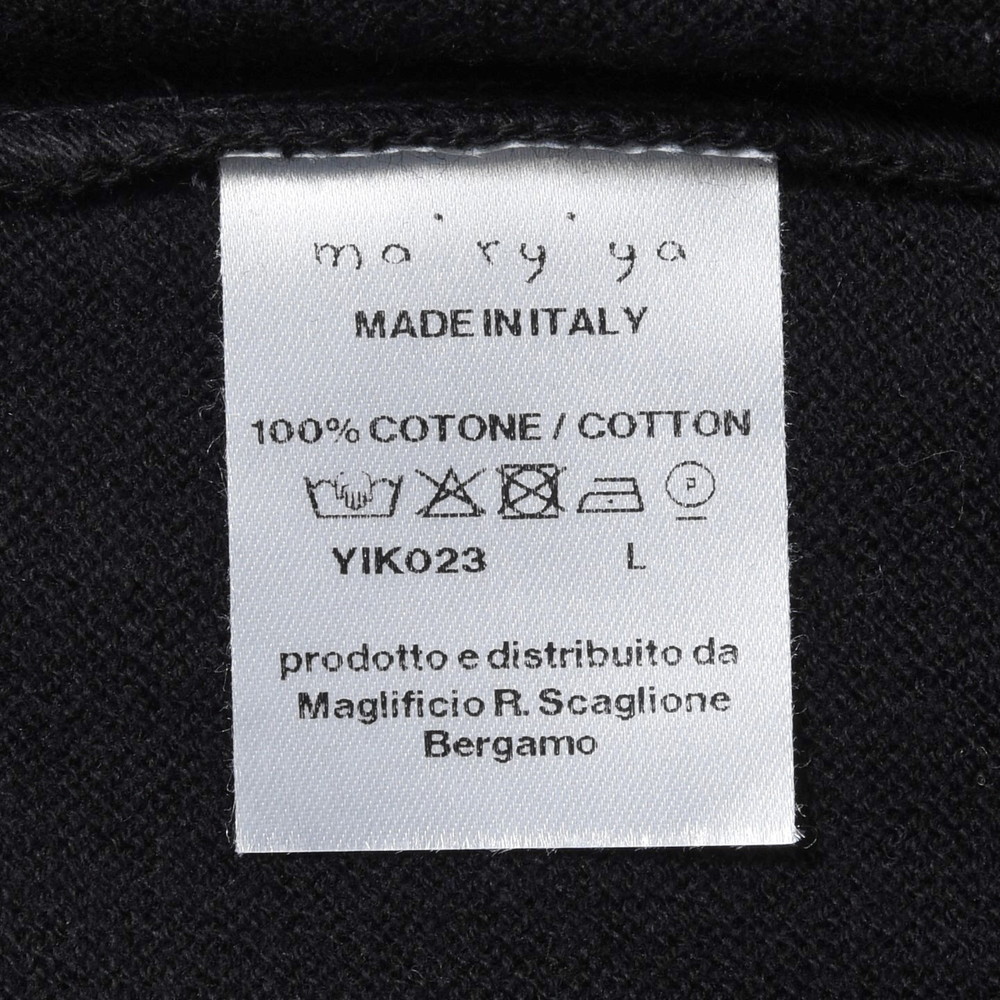 ma'ry'ya
MADE IN ITALY
100% COTONE / COTTON
P
YIK023 L
prodotto e distribuito da
Maglificio R. Scaglione
Bergamo